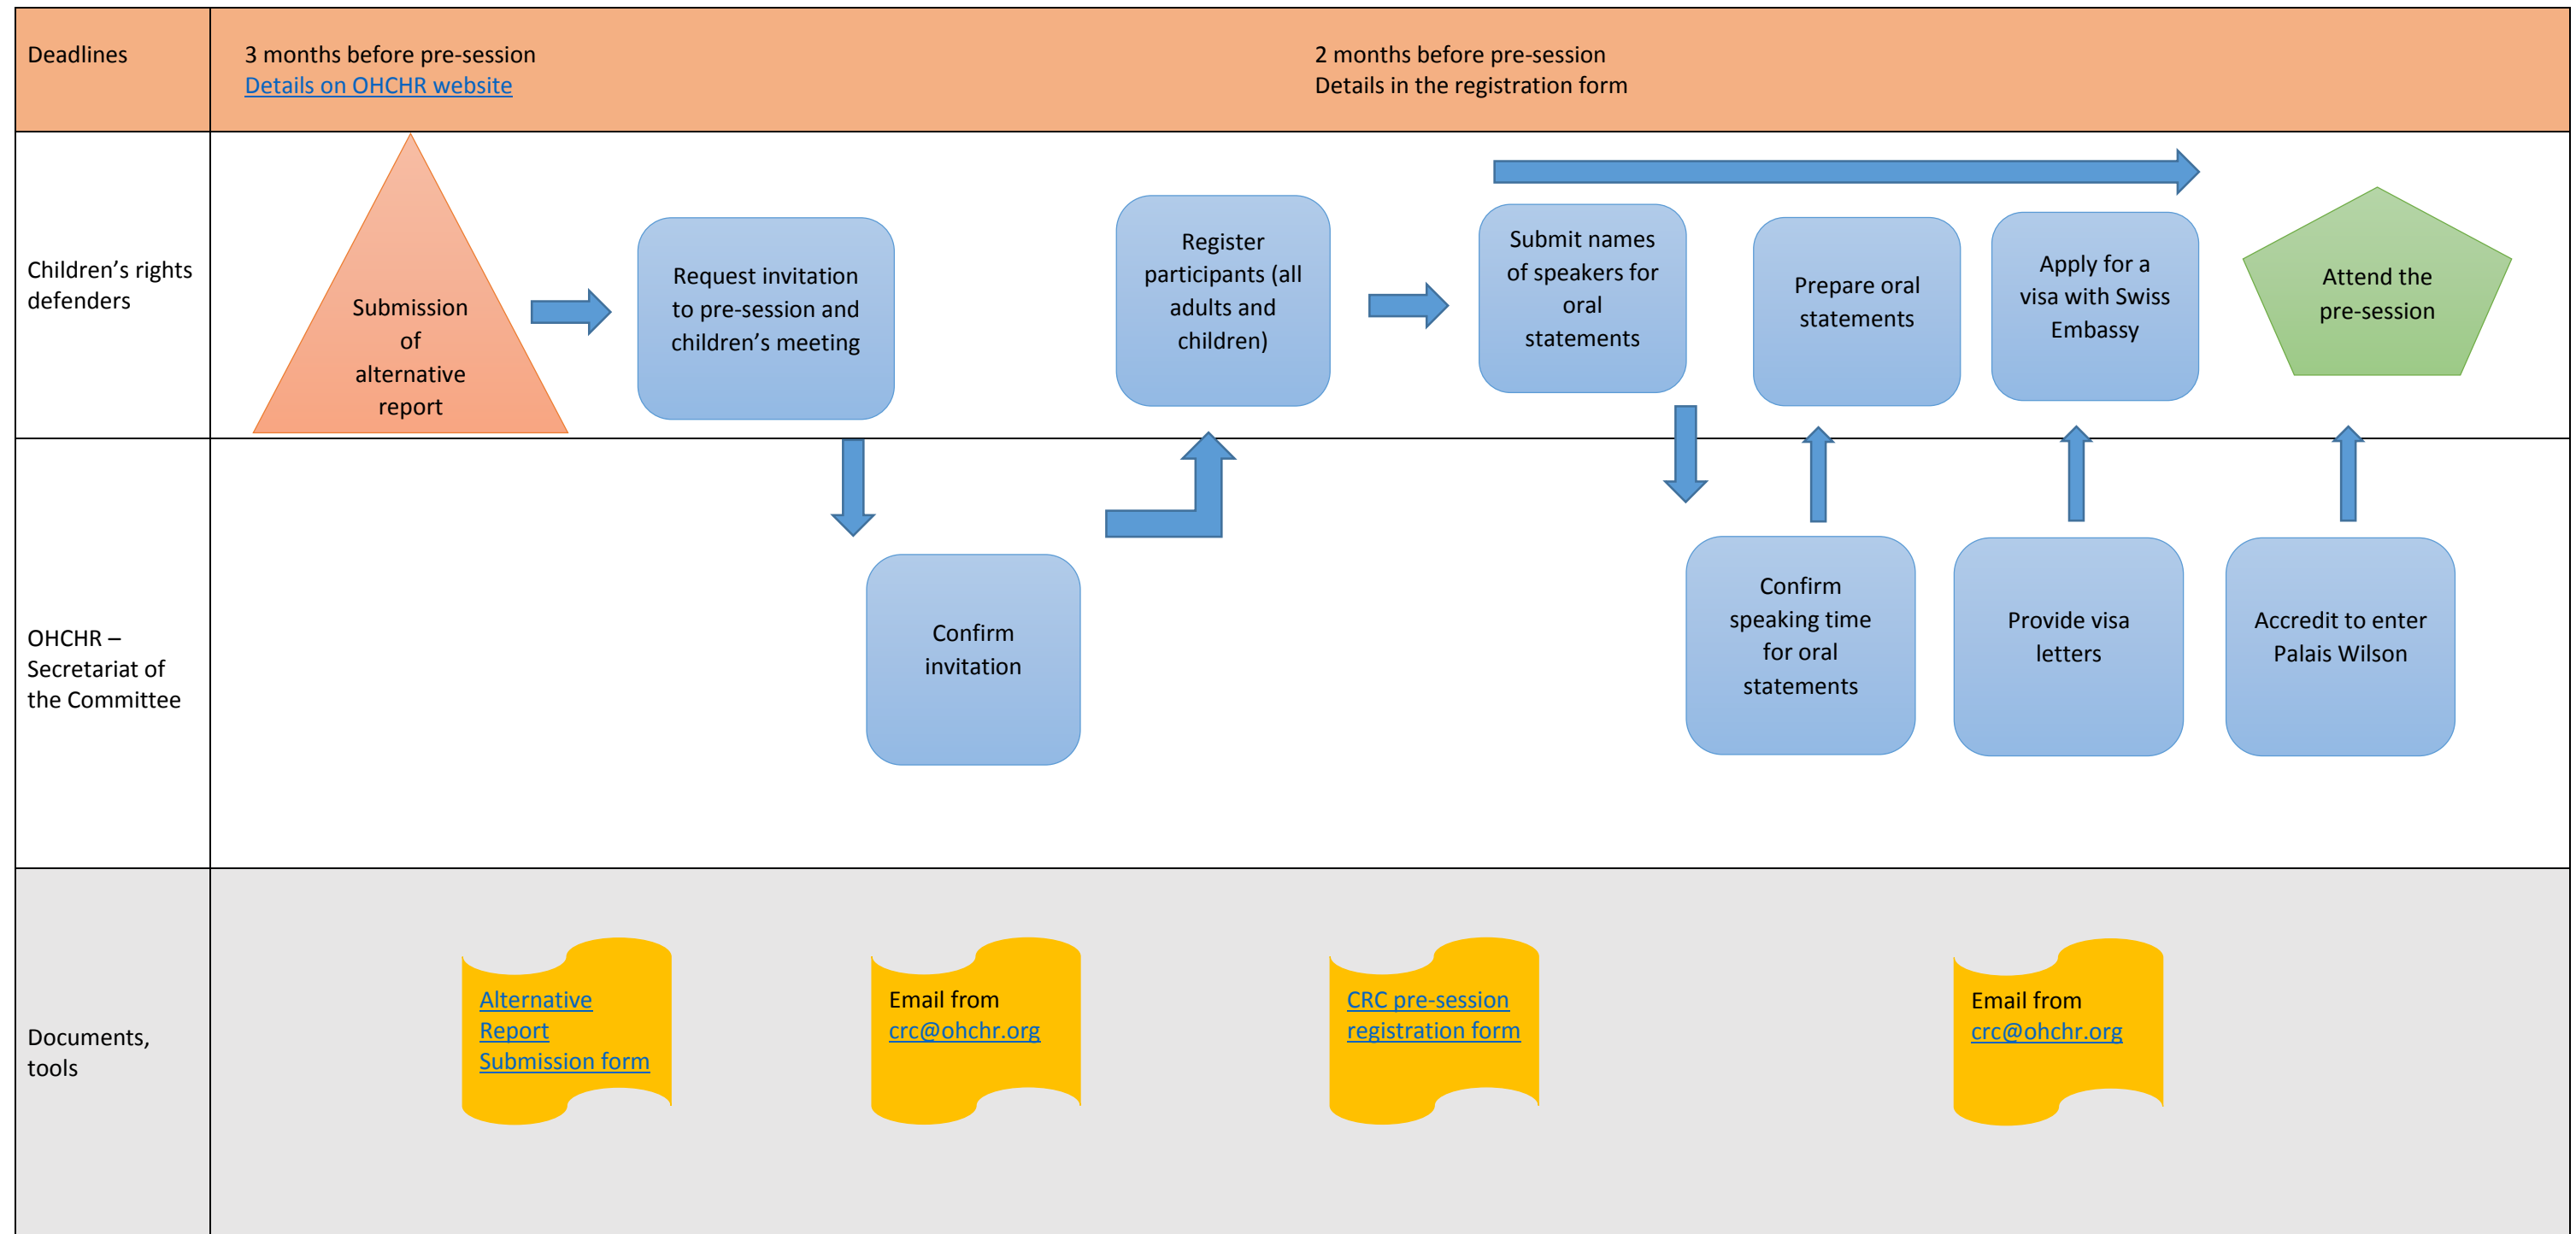 Deadlines
3 months before pre-session
Details on OHCHR website
2 months before pre-session
Details in the registration form
Children’s rights
defenders
Submission
of
alternative
report
Request invitation
to pre-session and
children’s meeting
Register
participants (all
adults and
children)
Submit names
of speakers for
oral
statements
Prepare oral
statements
Apply for a
visa with Swiss
Embassy
Attend the
pre-session
OHCHR –
Secretariat of
the Committee
Confirm
invitation
Confirm
speaking time
for oral
statements
Provide visa
letters
Accredit to enter
Palais Wilson
Documents,
tools
Alternative
Report
Submission form
Email from
crc@ohchr.org
CRC pre-session
registration form
Email from
crc@ohchr.org